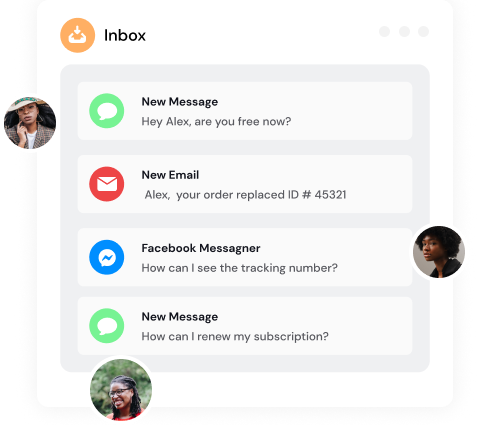 Inbox
New Message
Hey Alex, are you free now?
New Email
Alex,  your order replaced ID # 45321
Facebook Messagner
How can I see the tracking number?
New Message
How can I renew my subscription?